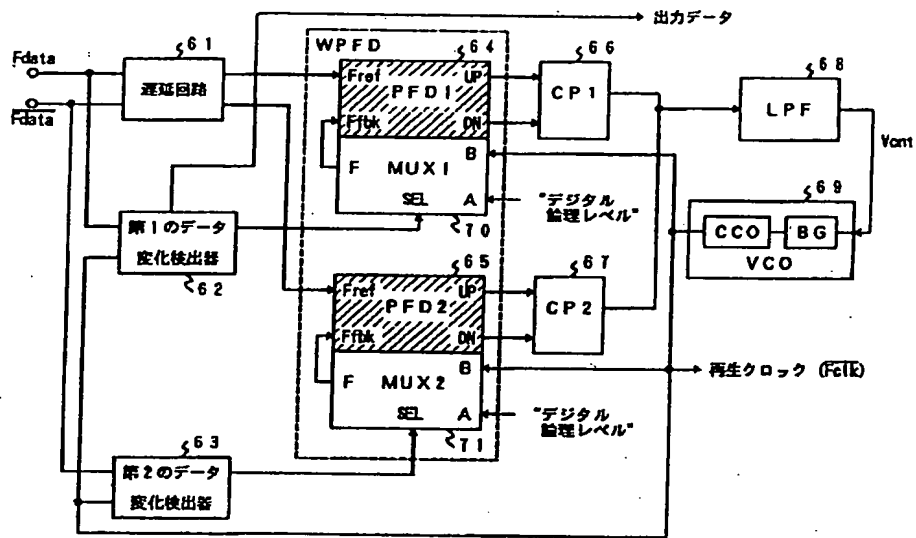 出力データ
61
WPFD
64
66
68
Fdata
遅延回路
Fref
UP
PFD1
CP1
LPF
Fdata
Ffbk
DN
Vcnt
B
F
MUX1
SEL
A
"デジタル
論理レベル"
69
CCO
BG
VCO
70
第1のデータ
変化検出器
62
65
67
Fref
UP
PFD2
CP2
Ffbk
DN
B
F
MUX2
再生クロック (Fclk)
SEL
A
"デジタル
論理レベル"
71
63
第2のデータ
変化検出器